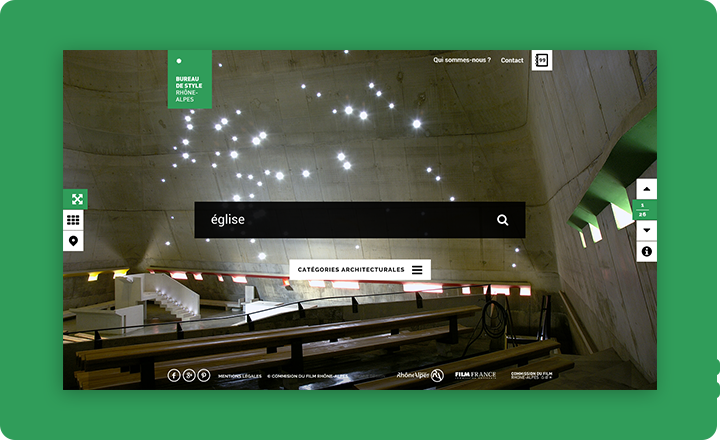 BUREAU
DE STYLE
RHÔNE-
ALPES
Qui sommes-nous ?
Contact
99
église
CATÉGORIES ARCHITECTURALES
1
26
MENTIONS LÉGALES
© COMMISION DU FILM RHÔNE-ALPES
RhôneAlpes
FILM FRANCE
COMMISSION DU FILM
RHÔNE-ALPES